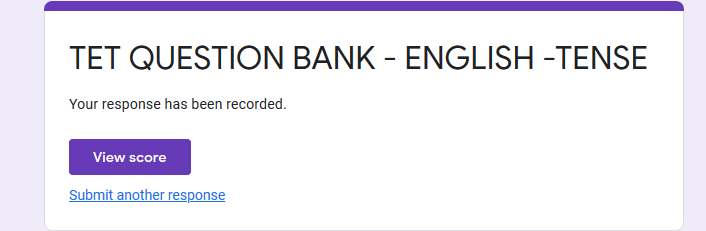 TET QUESTION BANK - ENGLISH -TENSE
Your response has been recorded.
View score
Submit another response